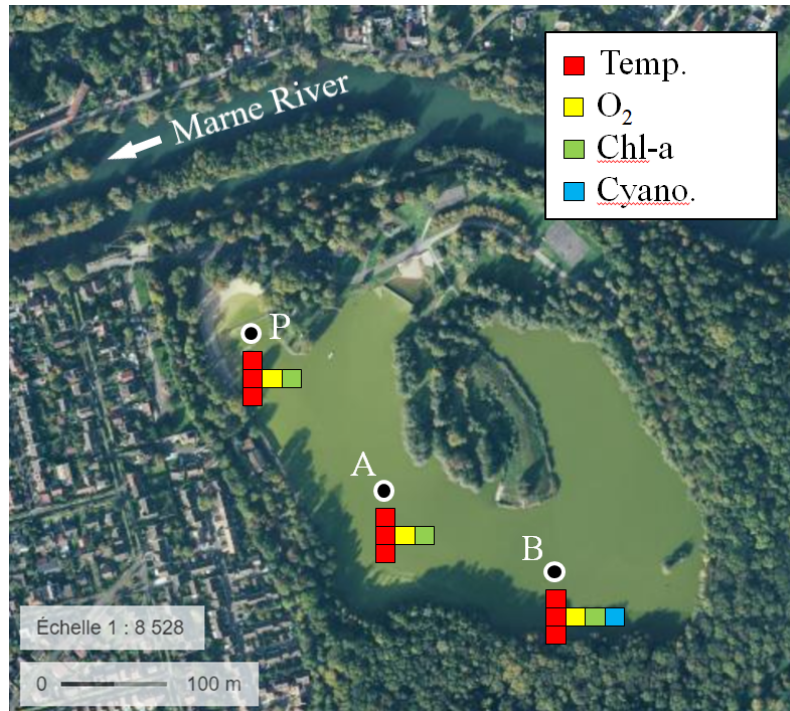 Marne River
Temp.
O₂
Chl-a
Cyano.
P
A
B
Échelle 1 : 8 528
0 100 m